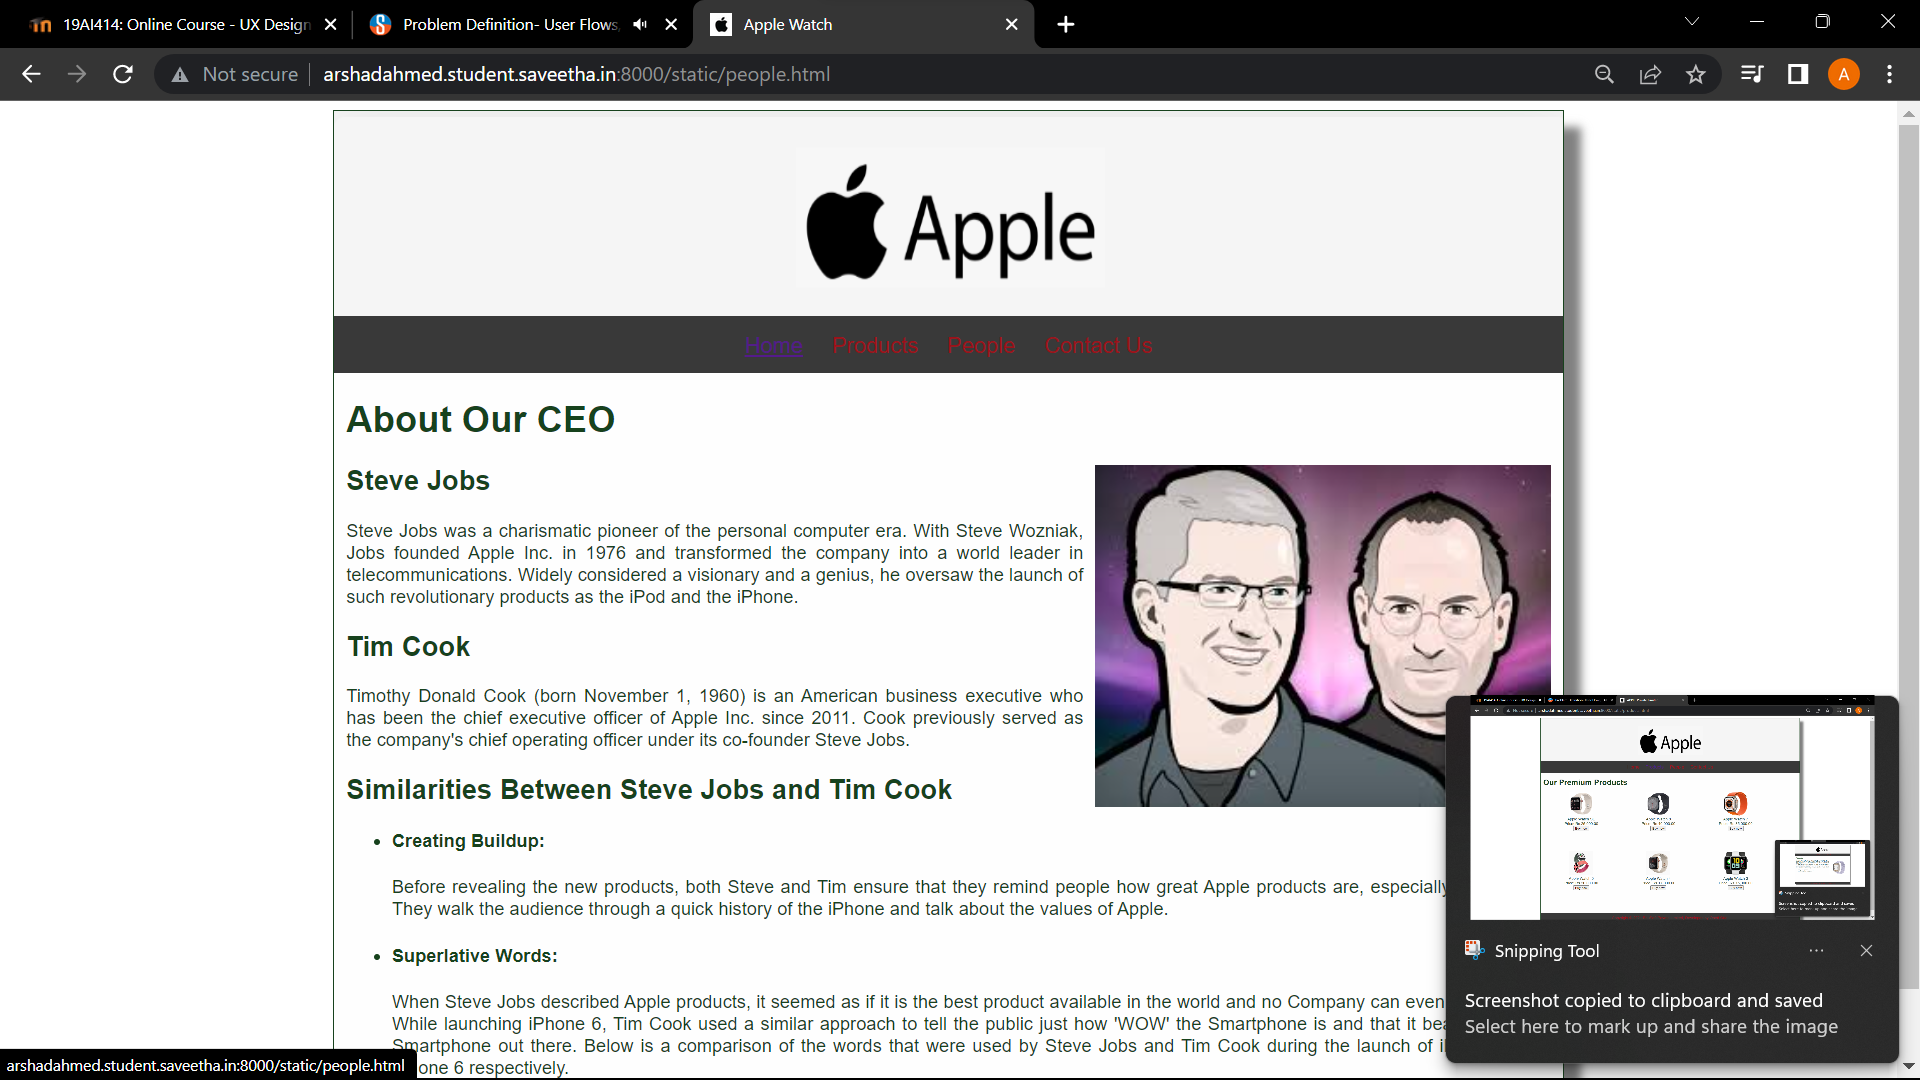 19AI414: Online Course - UX Design
Problem Definition- User Flows,
Apple Watch
Not secure
arshadahmed.student.saveetha.in:8000/static/people.html
A
Apple
Home Products People Contact Us
About Our CEO
Steve Jobs
Steve Jobs was a charismatic pioneer of the personal computer era. With Steve Wozniak,
Jobs founded Apple Inc. in 1976 and transformed the company into a world leader in
telecommunications. Widely considered a visionary and a genius, he oversaw the launch of
such revolutionary products as the iPod and the iPhone.
Tim Cook
Timothy Donald Cook (born November 1, 1960) is an American business executive who
has been the chief executive officer of Apple Inc. since 2011. Cook previously served as
the company's chief operating officer under its co-founder Steve Jobs.
Similarities Between Steve Jobs and Tim Cook
• Creating Buildup:
Before revealing the new products, both Steve and Tim ensure that they remind people how great Apple products are, especially
They walk the audience through a quick history of the iPhone and talk about the values of Apple.
• Superlative Words:
When Steve Jobs described Apple products, it seemed as if it is the best product available in the world and no Company can even
While launching iPhone 6, Tim Cook used a similar approach to tell the public just how 'WOW' the Smartphone is and that it
Smartphone out there. Below is a comparison of the words that were used by Steve Jobs and Tim Cook during the launch of
one 6 respectively.
Apple
Our Premium Products
Snipping Tool
Screenshot copied to clipboard and saved
Select here to mark up and share the image
arshadahmed.student.saveetha.in:8000/static/people.html